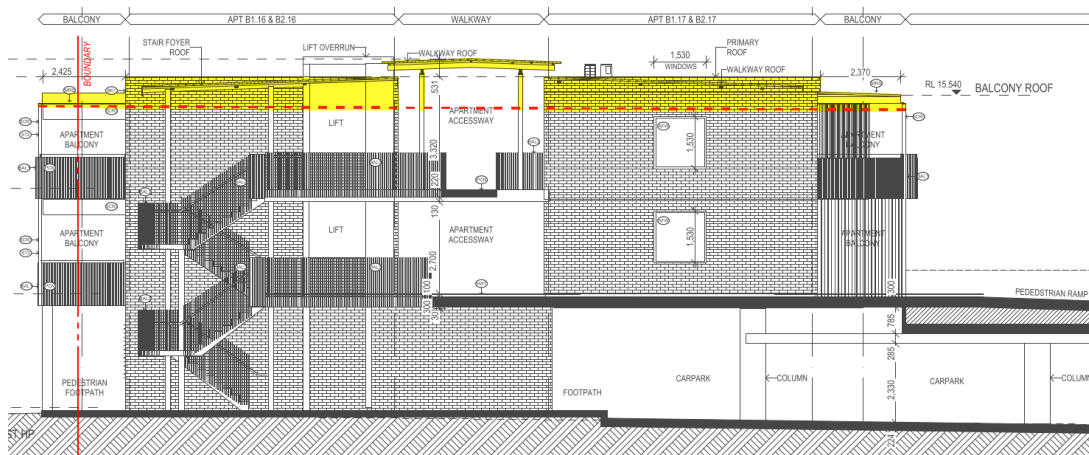 BALCONY
APT B1.16 & B2.16
WALKWAY
APT B1.17 & B2.17
BALCONY
STAIR FOYER
ROOF
LIFT OVERRUN
WALKWAY ROOF
1,530
WINDOWS
PRIMARY
ROOF
WALKWAY ROOF
2,425
BOUNDARY
531
2,370
RL 15.540
BALCONY ROOF
APARTMENT
BALCONY
LIFT
APARTMENT
ACCESSWAY
3,320
1,530
APARTMENT
BALCONY
220
130
APARTMENT
BALCONY
LIFT
APARTMENT
ACCESSWAY
2,700
1,530
APARTMENT
BALCONY
100
300
PEDEDSTRIAN RAMP
785
285
PEDESTRIAN
FOOTPATH
FOOTPATH
CARPARK
COLUMN
2,330
CARPARK
COLUMN
224